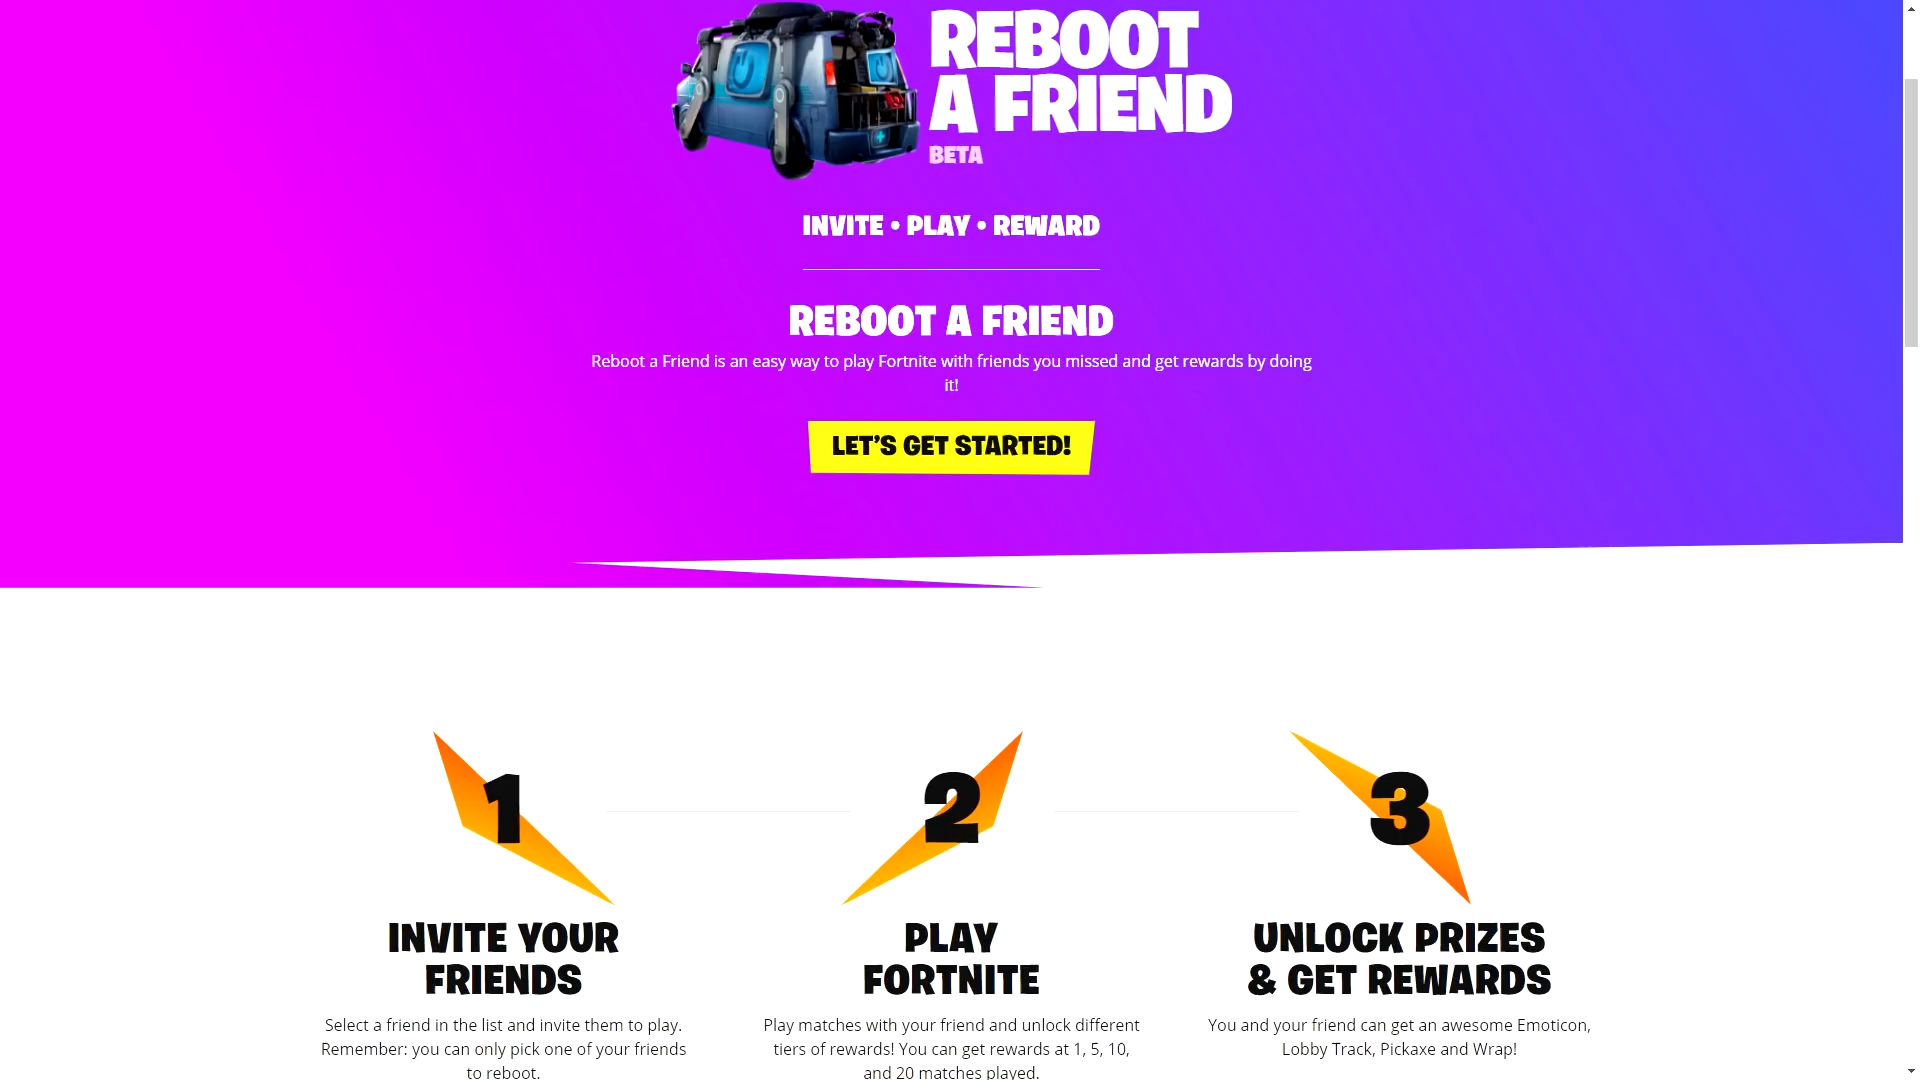 REBOOT
A FRIEND
BETA
INVITE • PLAY • REWARD
REBOOT A FRIEND
Reboot a Friend is an easy way to play Fortnite with friends you missed and get rewards by doing
it!
LET'S GET STARTED!
1
2
3
INVITE YOUR
FRIENDS
Select a friend in the list and invite them to play.
Remember: you can only pick one of your friends
to reboot.
PLAY
FORTNITE
Play matches with your friend and unlock different
tiers of rewards! You can get rewards at 1, 5, 10,
and 20 matches played.
UNLOCK PRIZES
& GET REWARDS
You and your friend can get an awesome Emoticon,
Lobby Track, Pickaxe and Wrap!